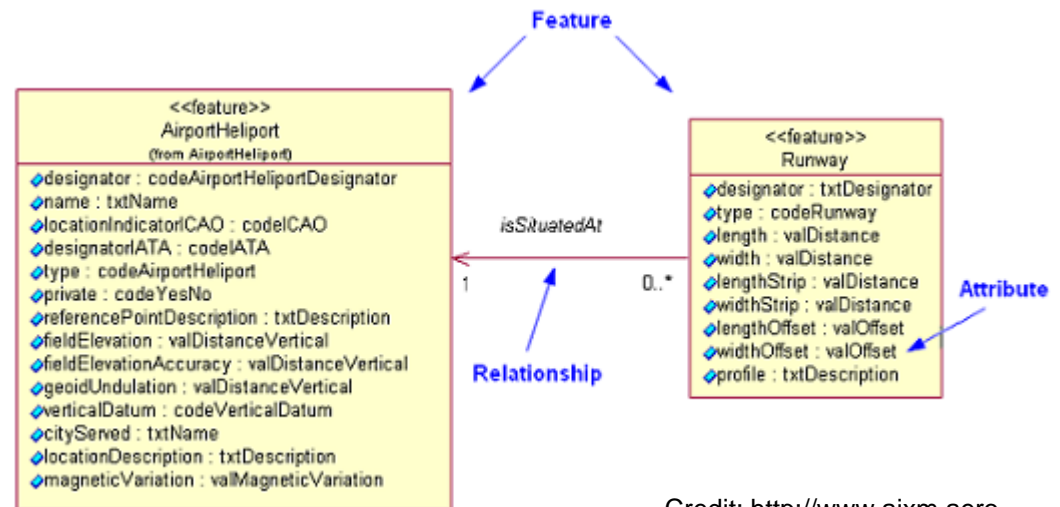 Feature
<<feature>>
AirportHeliport
(from AirportHeliport)
designator : codeAirportHeliportDesignator
name : txtName
locationIndicatorICAO : codeICAO
designatorIATA : codeIATA
type : codeAirportHeliport
private : codeYesNo
referencePointDescription : txtDescription
fieldElevation : valDistanceVertical
fieldElevationAccuracy : valDistanceVertical
geoidUndulation : valDistanceVertical
verticalDatum : codeVerticalDatum
cityServed : txtName
locationDescription : txtDescription
magneticVariation : valMagneticVariation
isSituatedAt
1
0..*
Relationship
<<feature>>
Runway
designator : txtDesignator
type : codeRunway
length : valDistance
width : valDistance
lengthStrip : valDistance
widthStrip : valDistance
lengthOffset : valOffset
widthOffset : valOffset
profile : txtDescription
Attribute